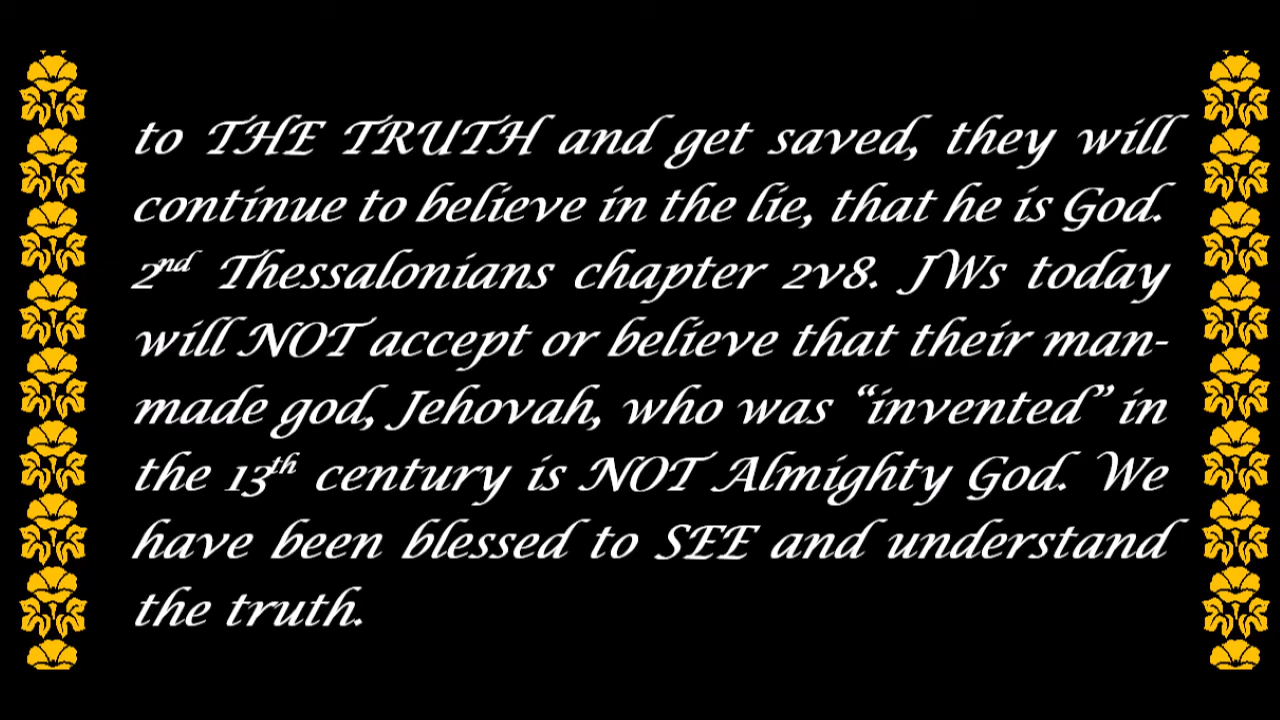 to THE TRUTH and get saved, they will
continue to believe in the lie, that he is God.
2nd Thessalonians chapter 2v8. JWs today
will NOT accept or believe that their man-
made god, Jehovah, who was “invented” in
the 13th century is NOT Almighty God. We
have been blessed to SEE and understand
the truth.